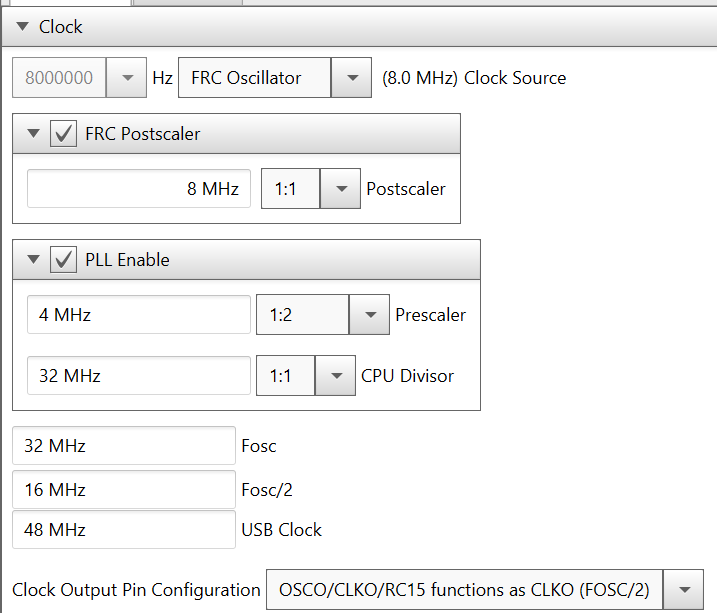 Clock
8000000 Hz FRC Oscillator (8.0 MHz) Clock Source
FRC Postscaler
8 MHz 1:1 Postscaler
PLL Enable
4 MHz 1:2 Prescaler
32 MHz 1:1 CPU Divisor
32 MHz Fosc
16 MHz Fosc/2
48 MHz USB Clock
Clock Output Pin Configuration OSCO/CLKO/RC15 functions as CLKO (FOSC/2)